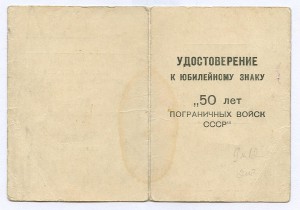 УДОСТОВЕРЕНИЕ
К ЮБИЛЕЙНОМУ ЗНАКУ
„50 лет
ПОГРАНИЧНЫХ ВОЙСК
СССР“